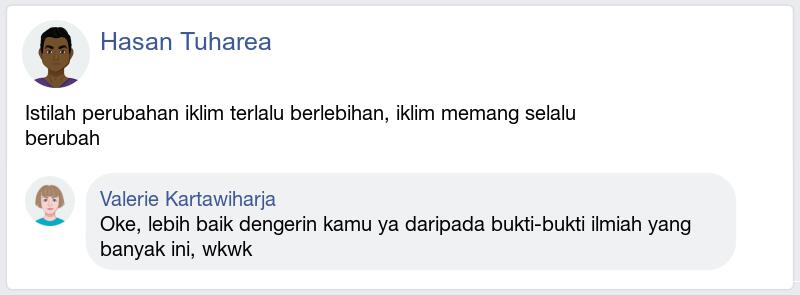 Hasan Tuharea
Istilah perubahan iklim terlalu berlebihan, iklim memang selalu
berubah
Valerie Kartawiharja
Oke, lebih baik dengerin kamu ya daripada bukti-bukti ilmiah yang
banyak ini, wkwk